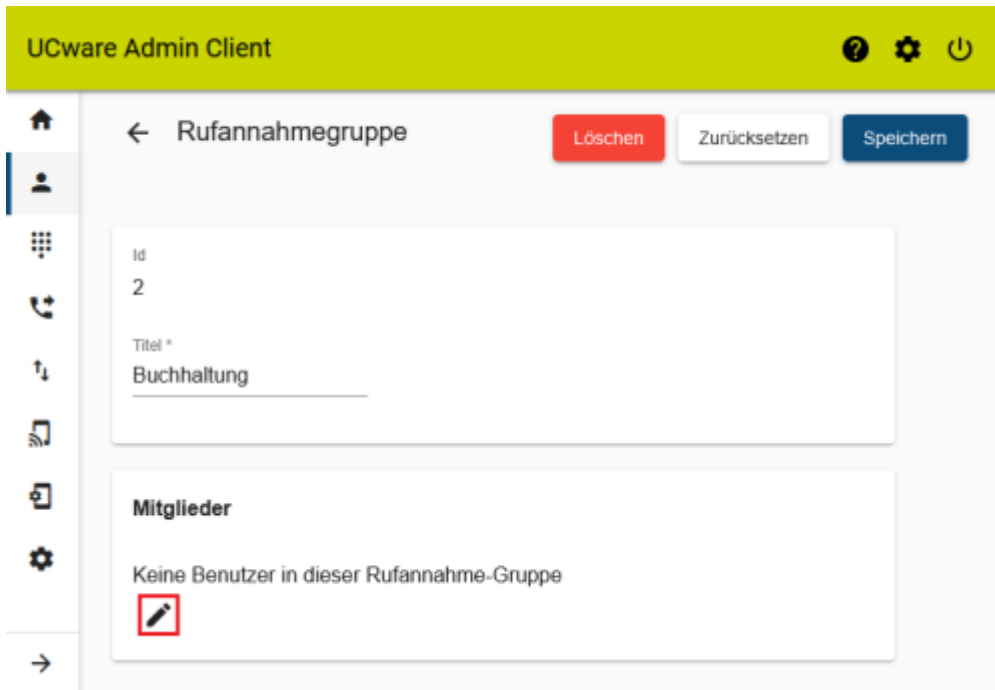 UCware Admin Client
Rufannahmegruppe
Löschen
Zurücksetzen
Speichern
Id
2
Titel *
Buchhaltung
Mitglieder
Keine Benutzer in dieser Rufannahme-Gruppe